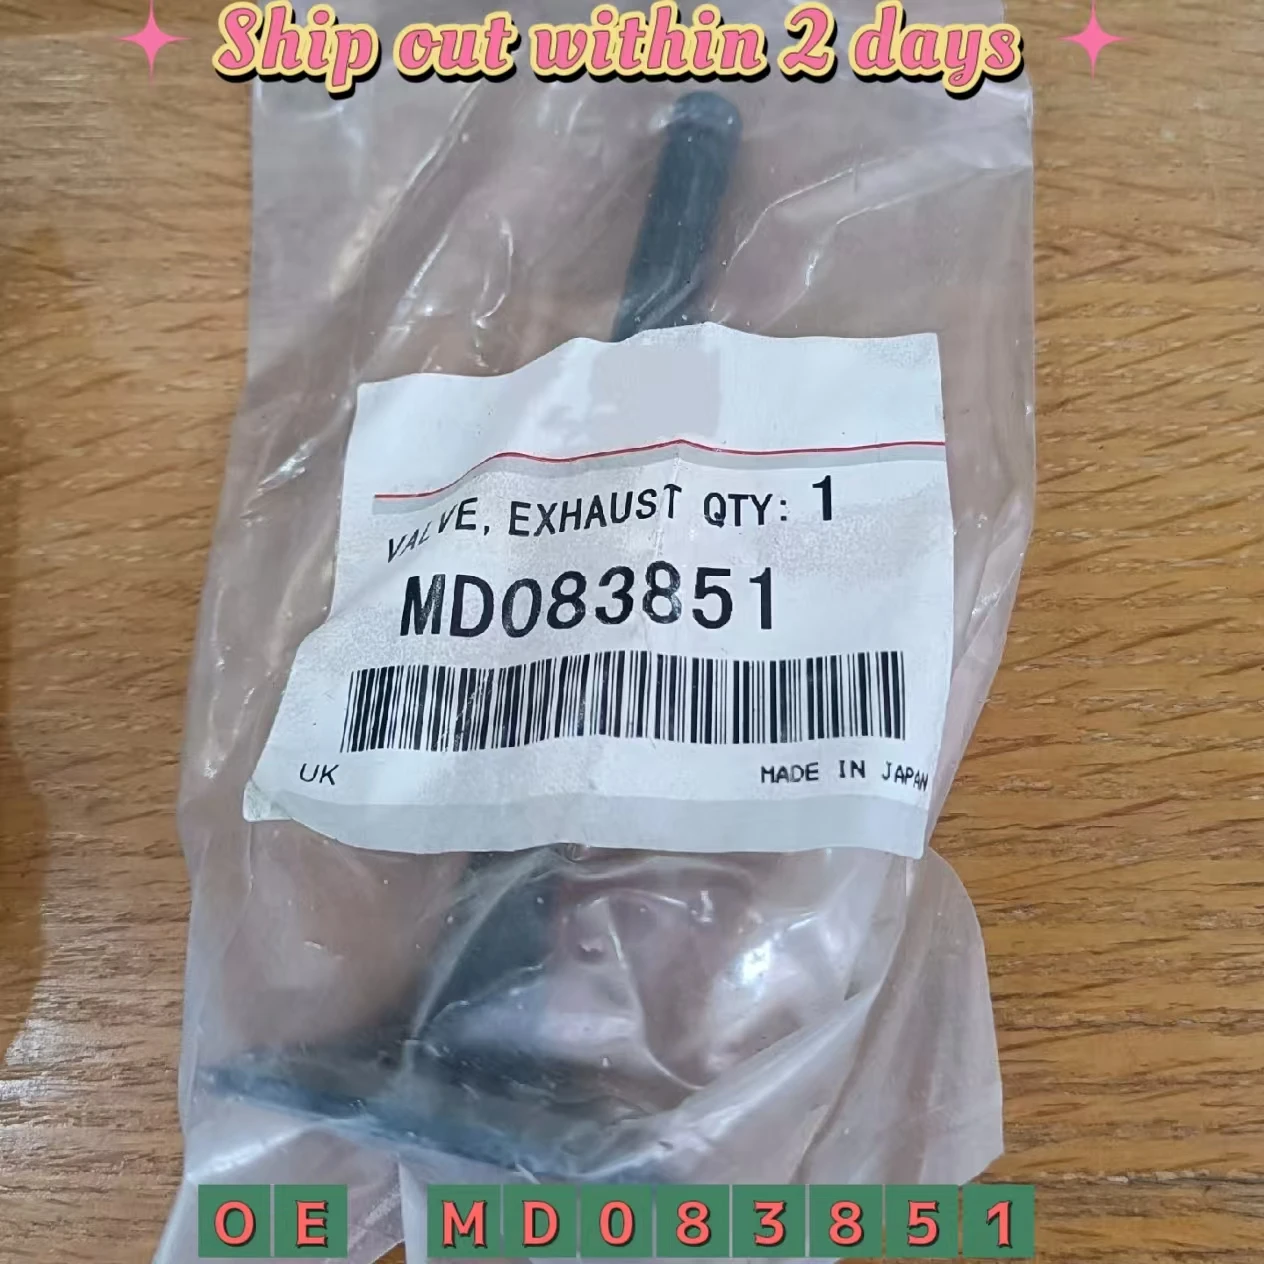 Ship out within 2 days
VALVE, EXHAUST QTY: 1
MD083851
UK MADE IN JAPAN
OE MD083851